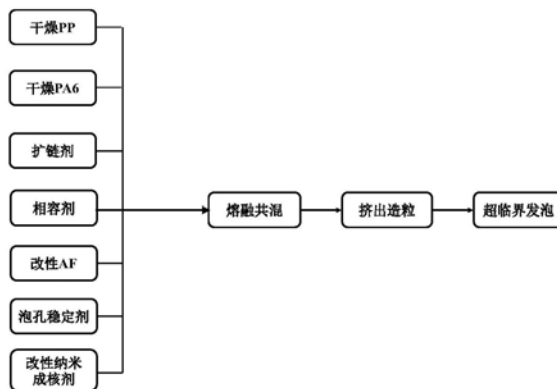 干燥PP
干燥PA6
扩链剂
相容剂
改性AF
泡孔稳定剂
改性纳米
成核剂
熔融共混
挤出造粒
超临界发泡